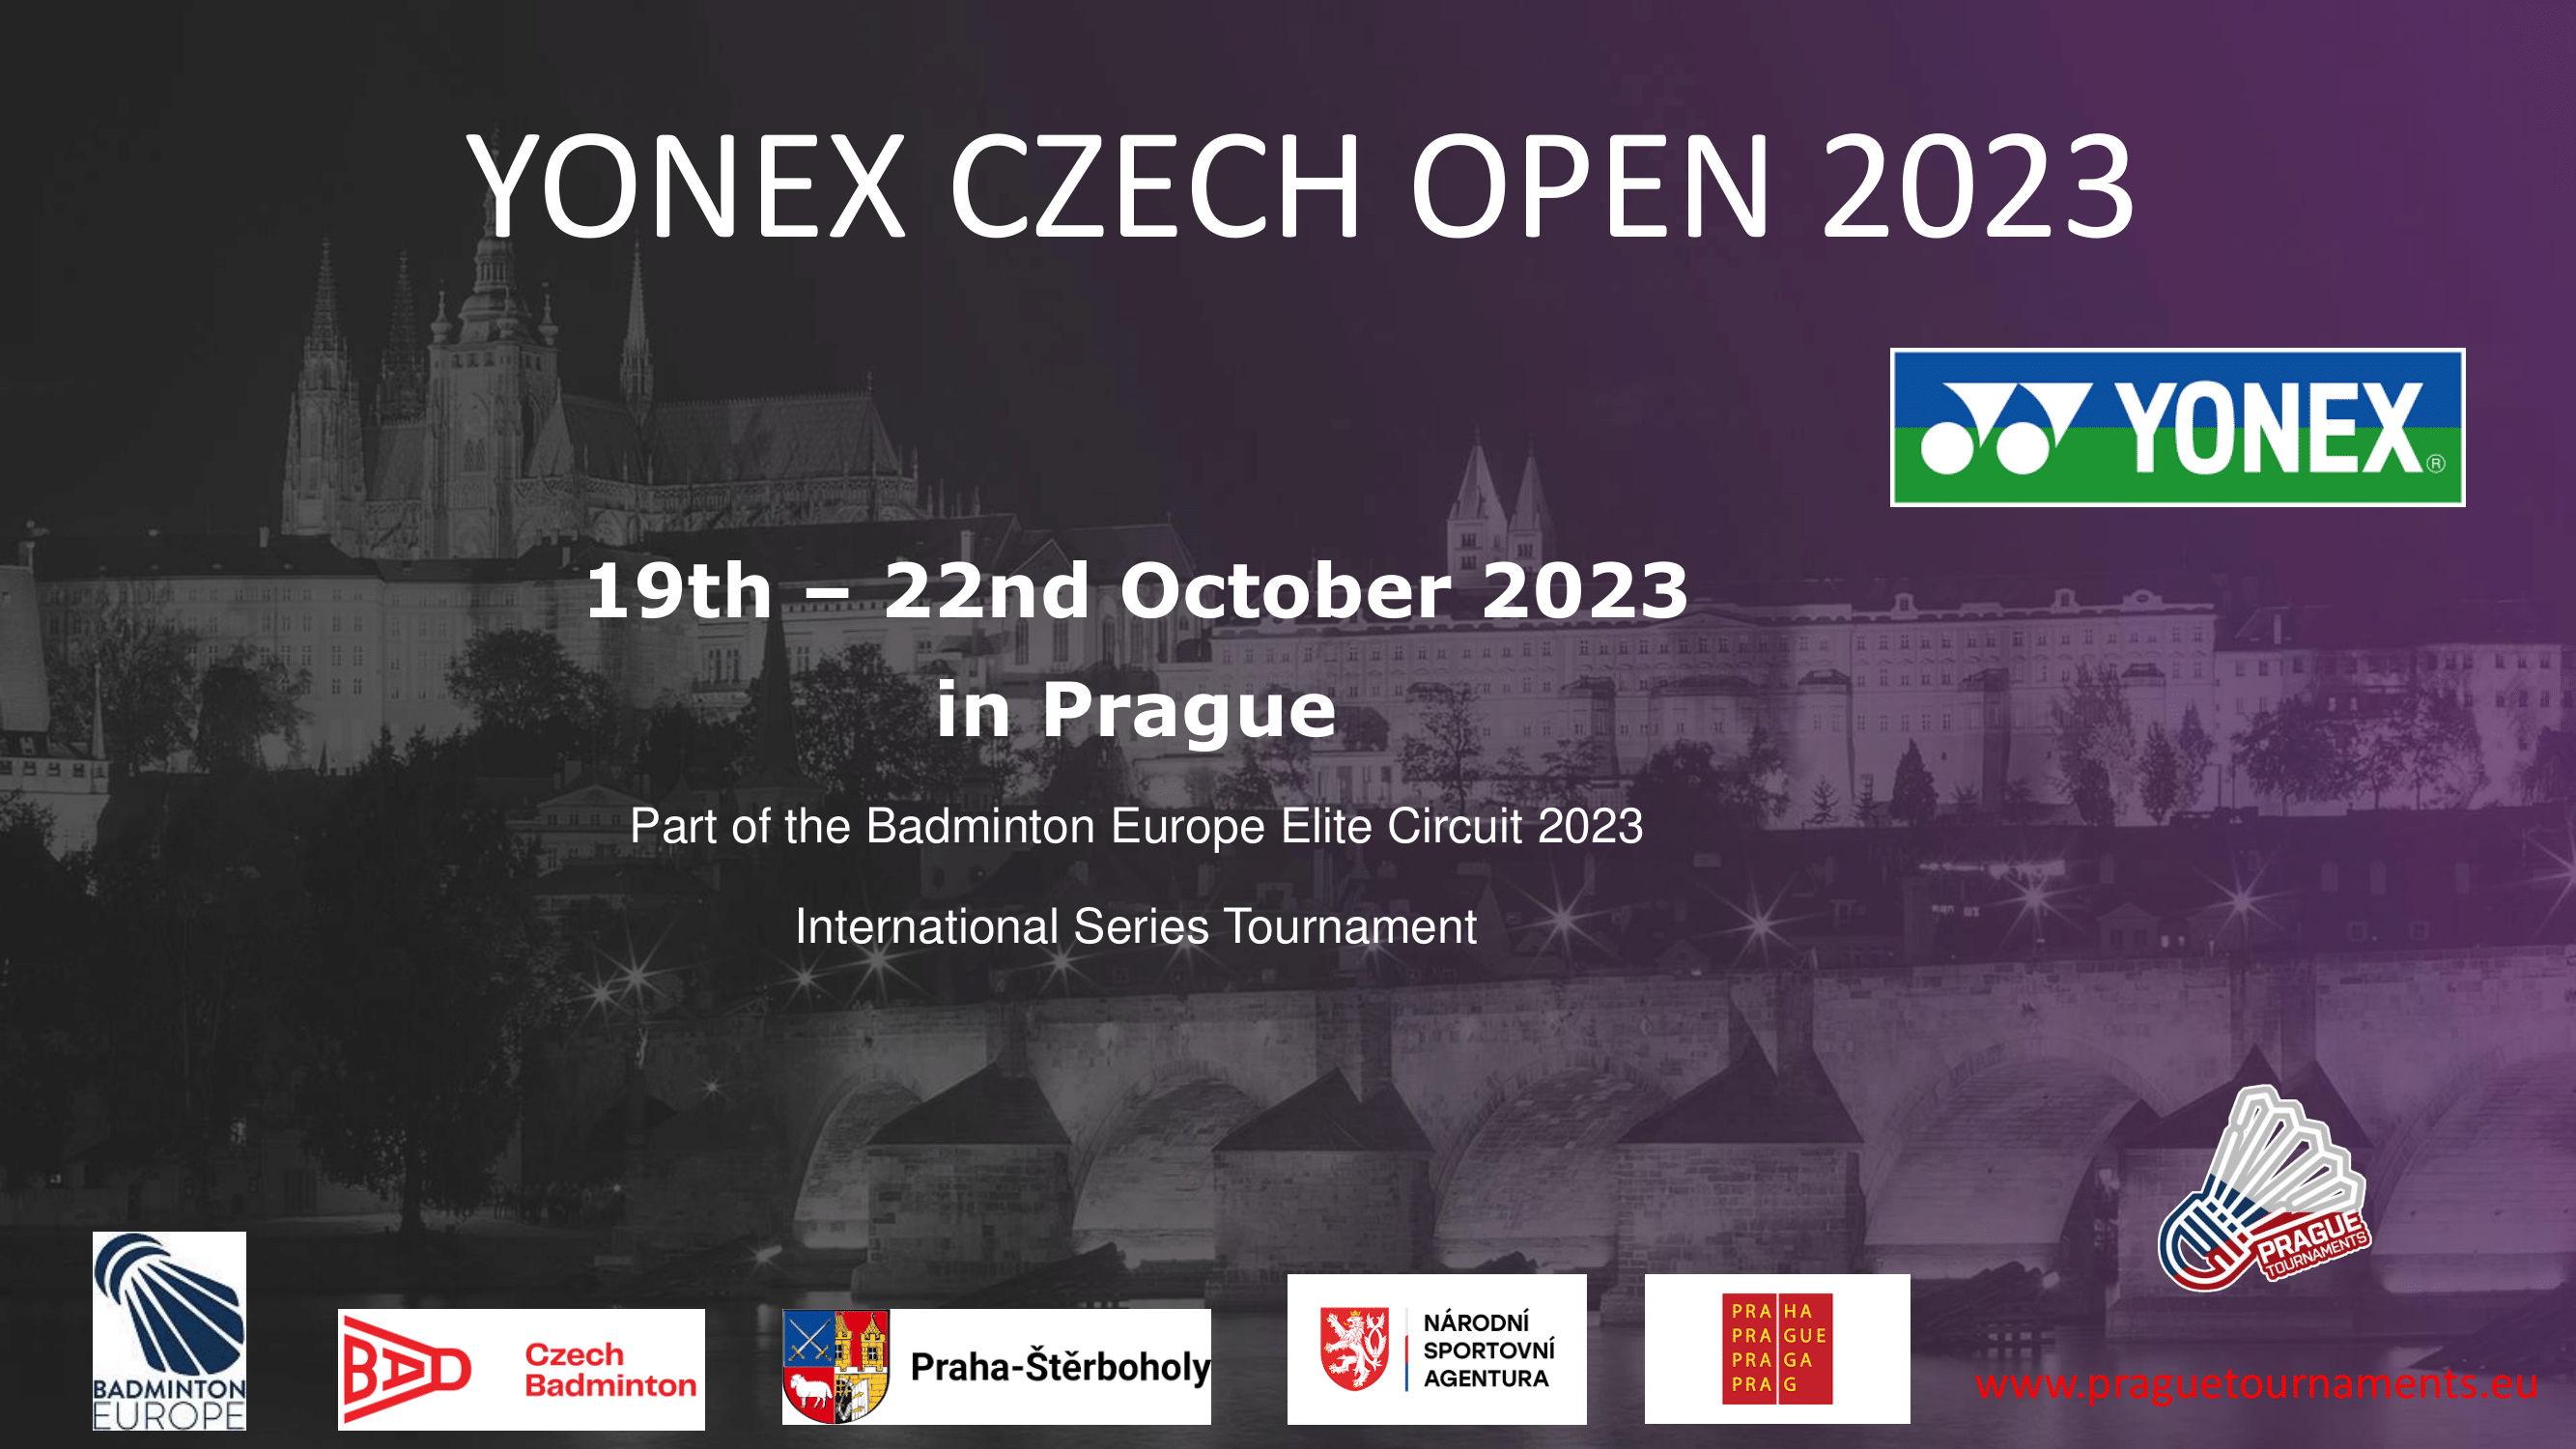 YONEX CZECH OPEN 2023
YONEX®
19th – 22nd October 2023
in Prague
Part of the Badminton Europe Elite Circuit 2023
International Series Tournament
PRAGUE
TOURNAMENTS
BADMINTON
EUROPE
BAD
Czech
Badminton
Praha-Štěrboholy
NÁRODNÍ
SPORTOVNÍ
AGENTURA
PRA HA
PRA GUE
PRA GA
PRA G
www.praguetournaments.eu